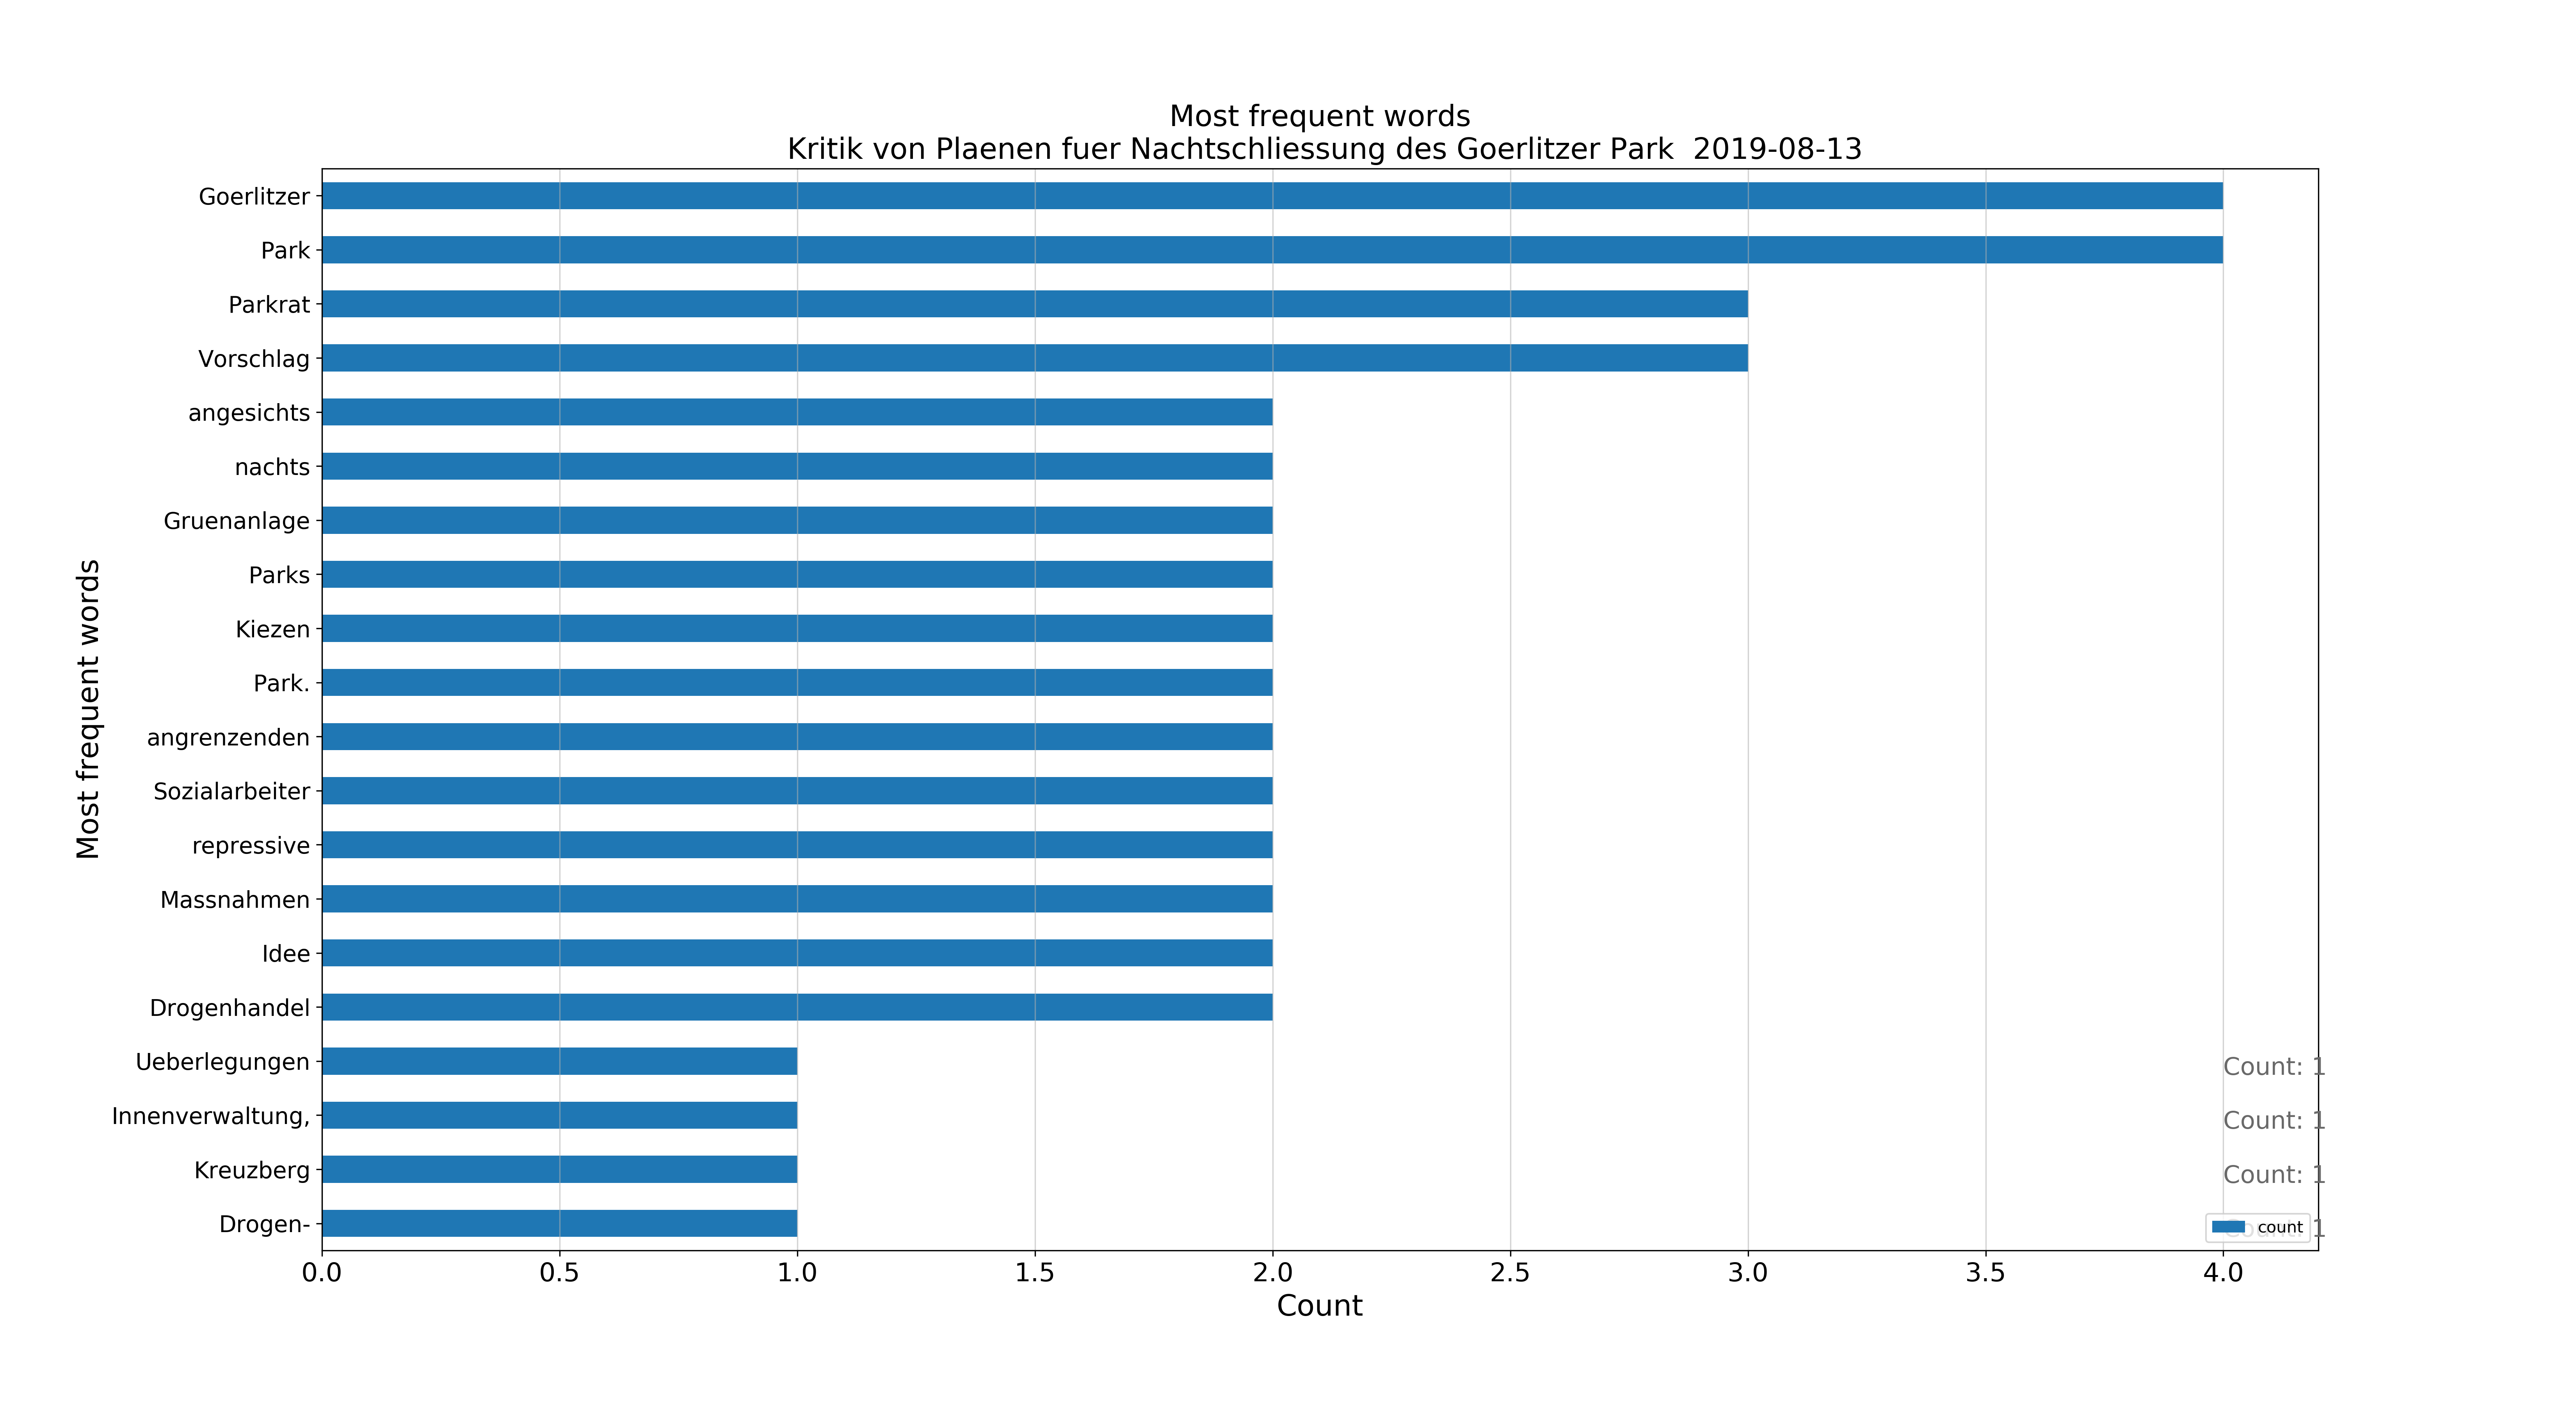 Most frequent words
Kritik von Plaenen fuer Nachtschliessung des Goerlitzer Park  2019-08-13
Most frequent words
Goerlitzer
Park
Parkrat
Vorschlag
angesichts
nachts
Gruenanlage
Parks
Kiezen
Park.
angrenzenden
Sozialarbeiter
repressive
Massnahmen
Idee
Drogenhandel
Ueberlegungen
Count: 1
Innenverwaltung,
Count: 1
Kreuzberg
Count: 1
Drogen-
Count: 1
count
0.0 0.5 1.0 1.5 2.0 2.5 3.0 3.5 4.0
Count